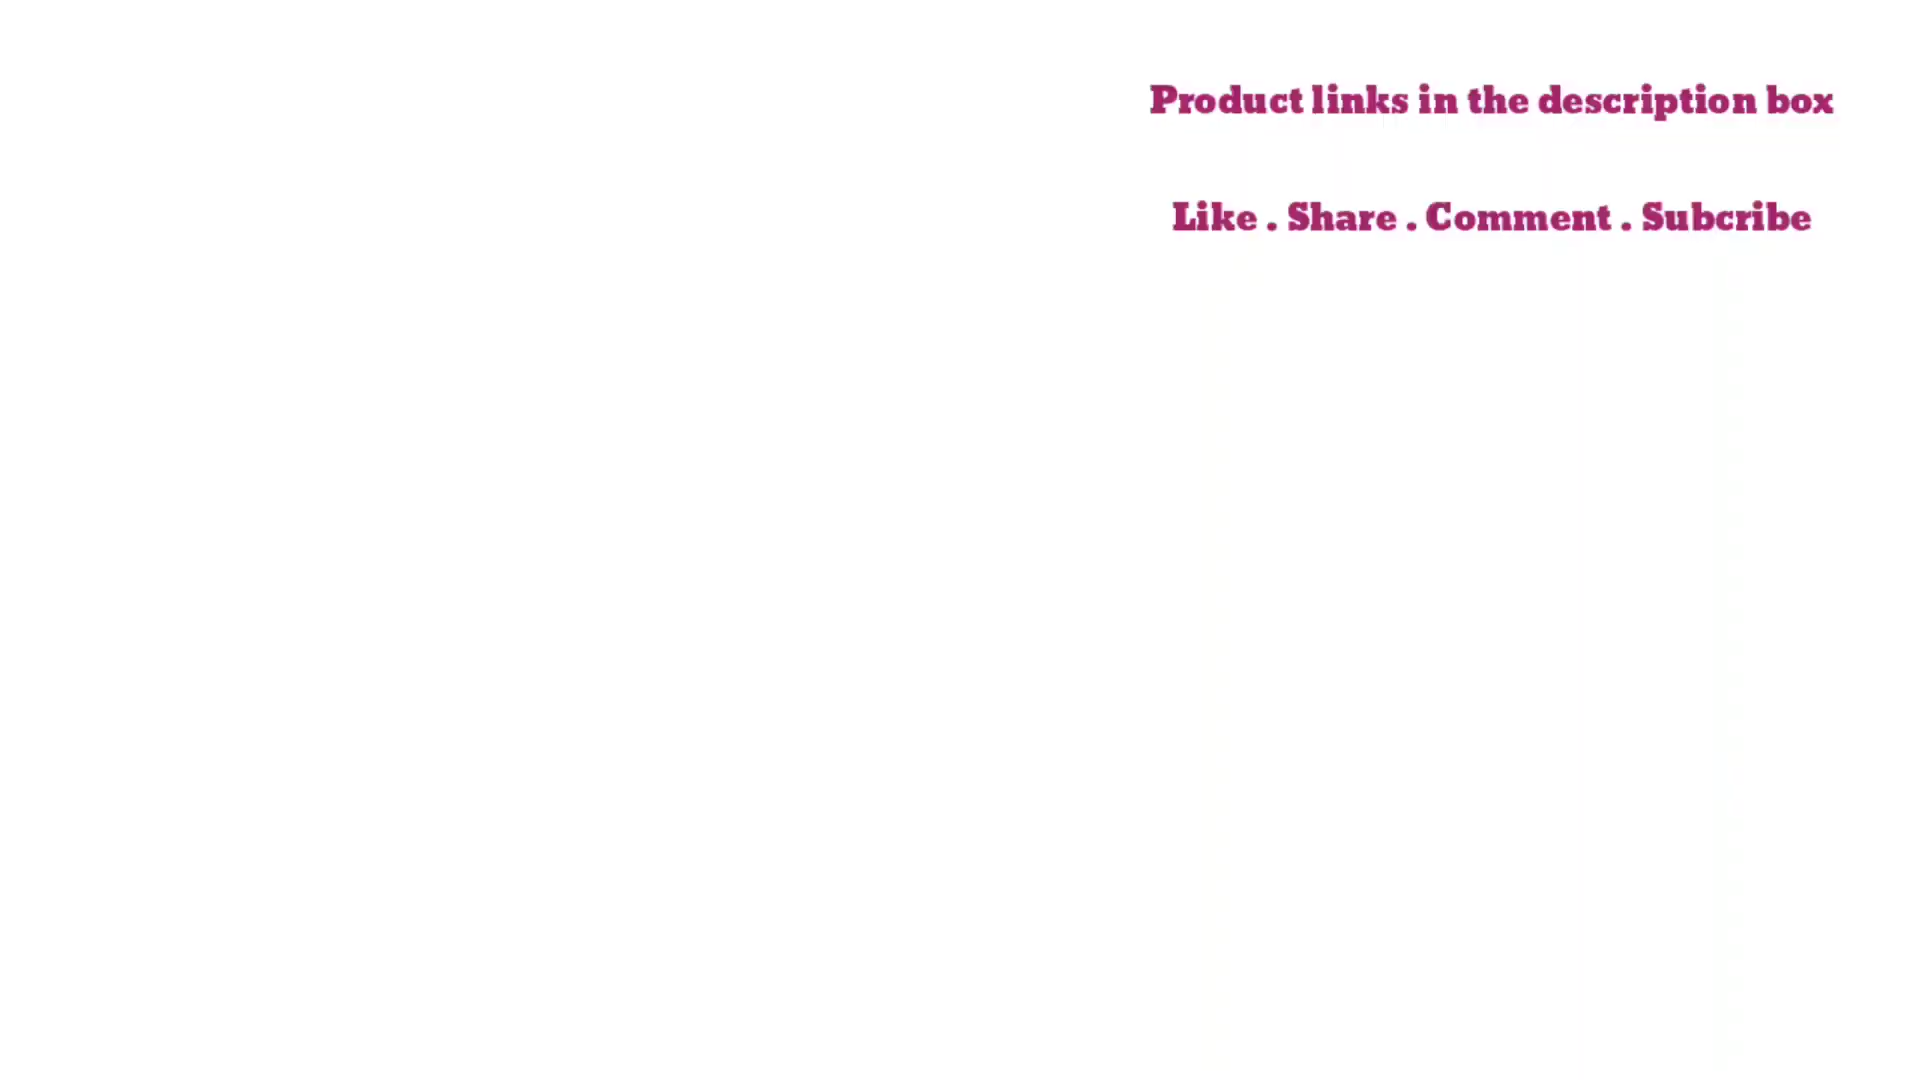 Product links in the description box
Like . Share . Comment . Subcribe